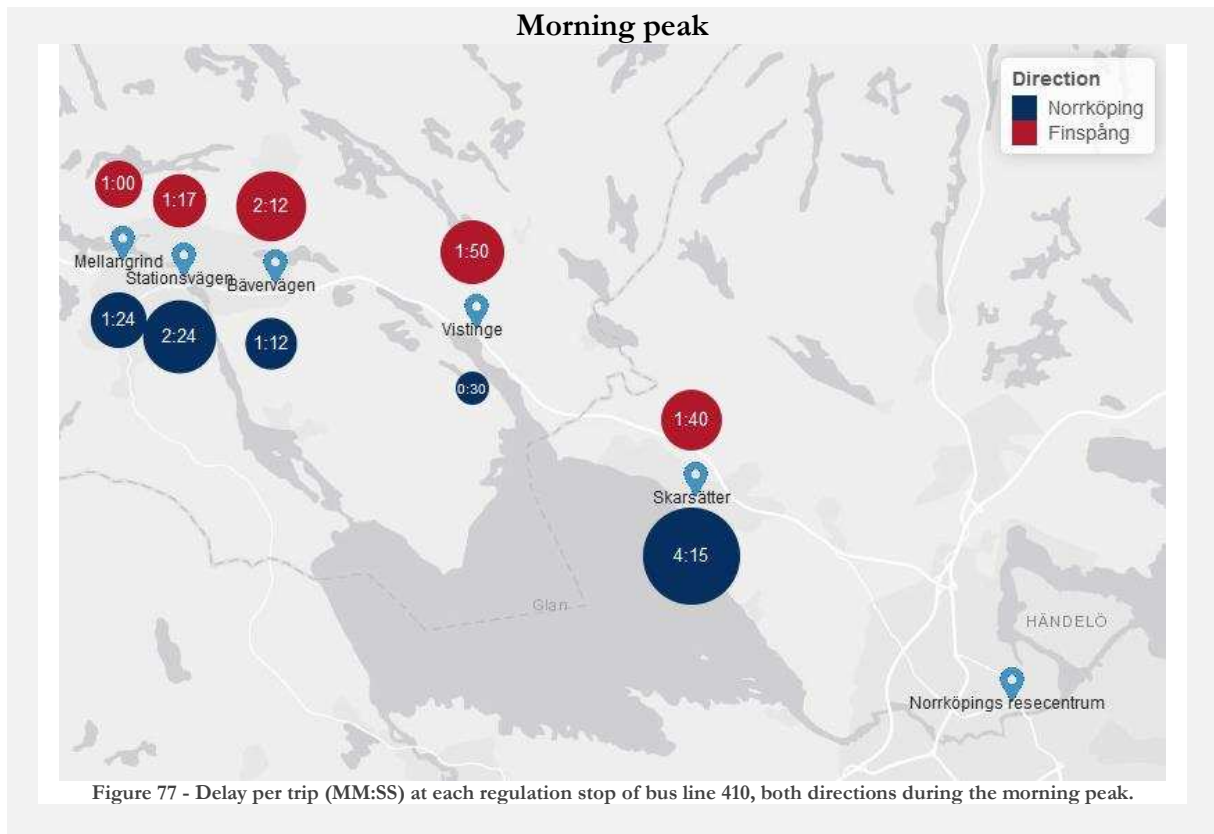 Morning peak
Direction
Norrköping
Finspång
1:00
1:17
2:12
1:50
Mellangrind
Stationsvägen
Bävervägen
Vistinge
1:24
2:24
1:12
0:30
1:40
Skarsätter
4:15
Glan
HÄNDELÖ
Norrköpings resecentrum
Figure 77 - Delay per trip (MM:SS) at each regulation stop of bus line 410, both directions during the morning peak.